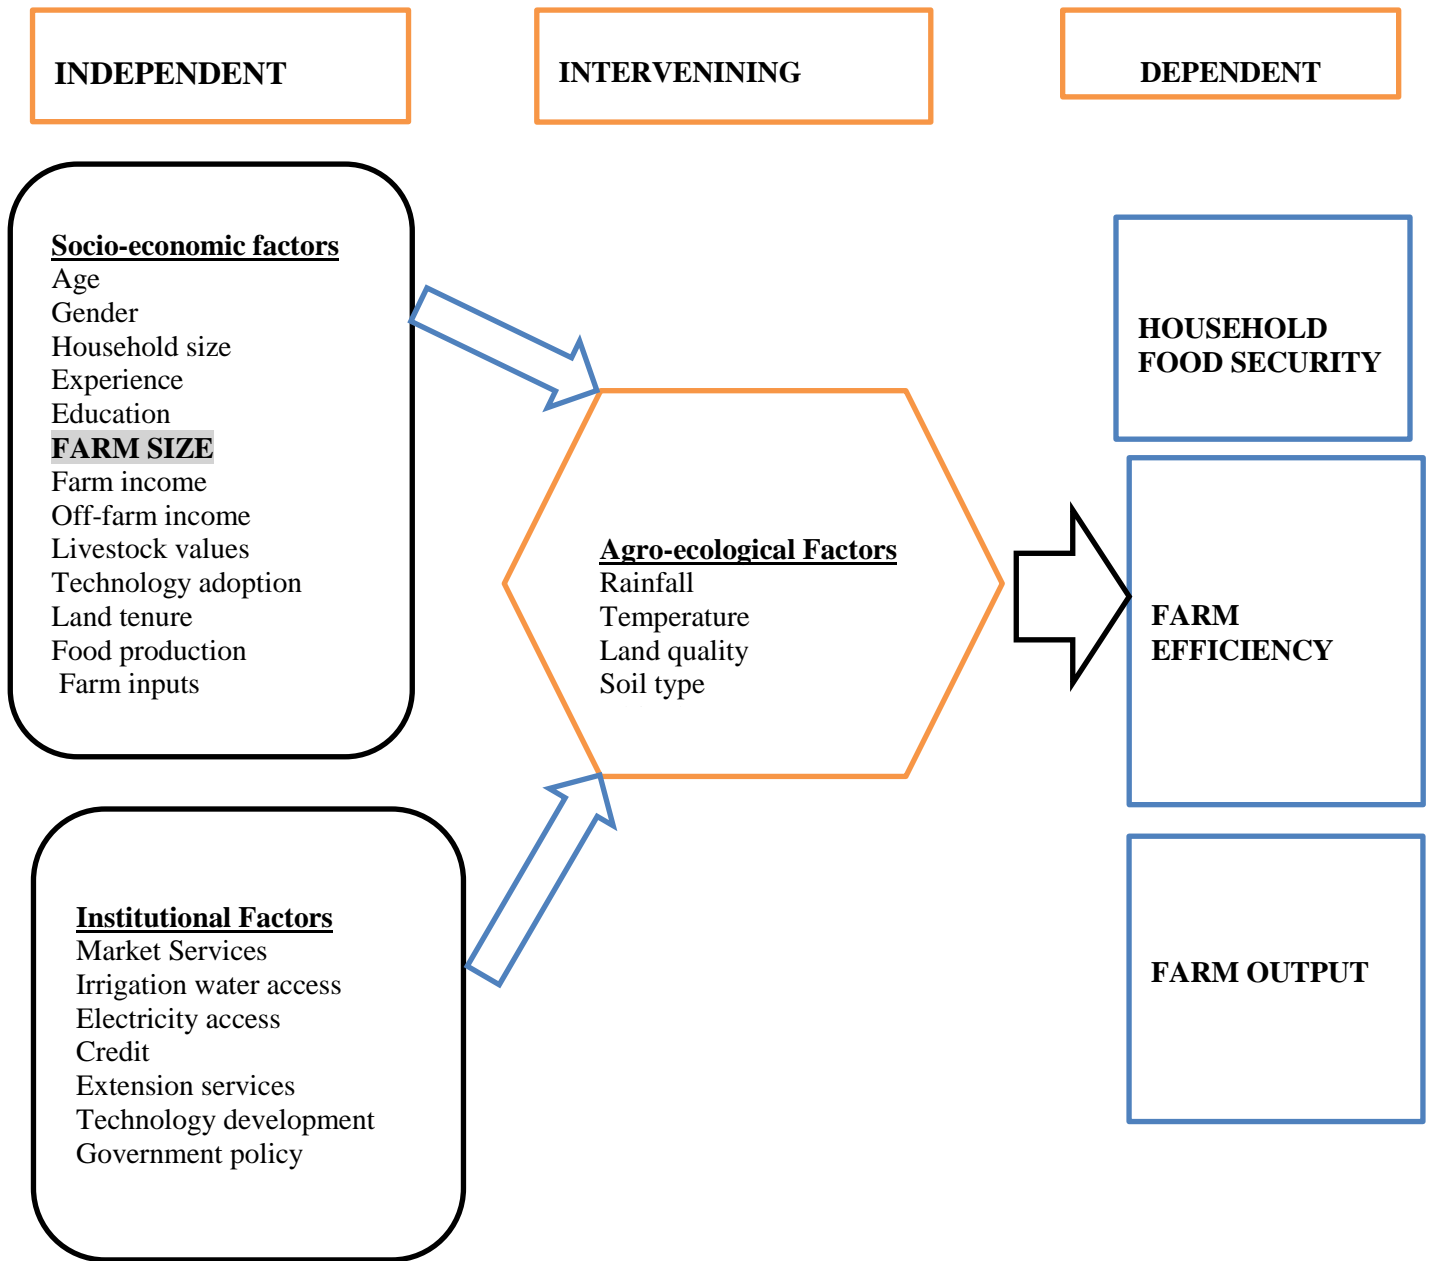 INDEPENDENT
INTERVENINING
DEPENDENT
Socio-economic factors
Age
Gender
Household size
Experience
Education
FARM SIZE
Farm income
Off-farm income
Livestock values
Technology adoption
Land tenure
Food production
Farm inputs
Institutional Factors
Market Services
Irrigation water access
Electricity access
Credit
Extension services
Technology development
Government policy
Agro-ecological Factors
Rainfall
Temperature
Land quality
Soil type
HOUSEHOLD
FOOD SECURITY
FARM
EFFICIENCY
FARM OUTPUT